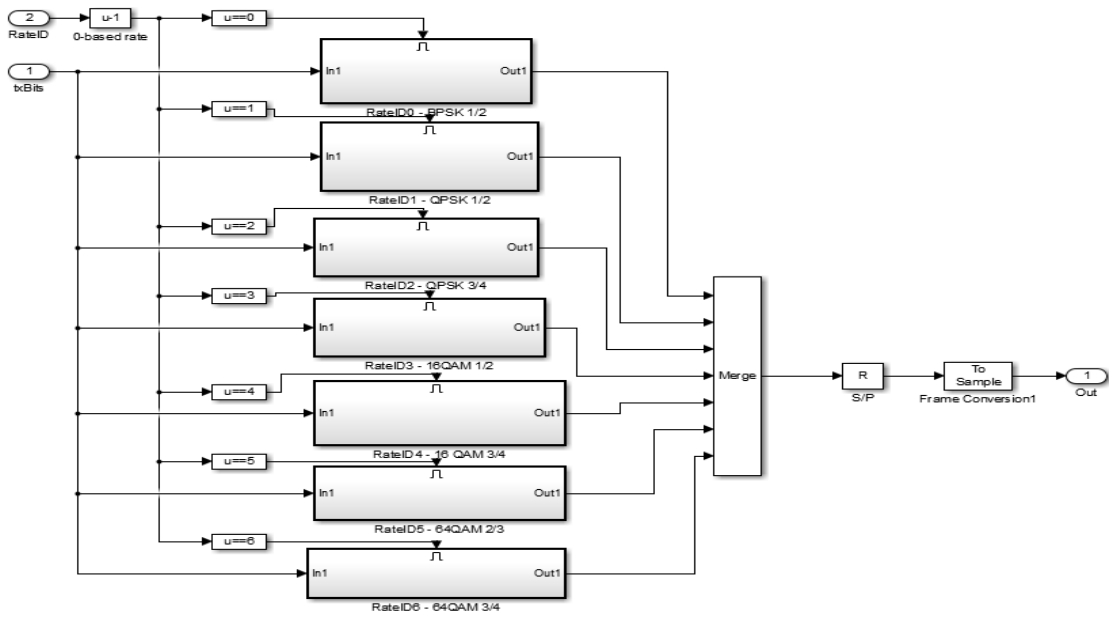 2
RateID
u-1
0-based rate
u==0
1
txBits
In1
Out1
RateID0 - BPSK 1/2
u==1
In1
Out1
RateID1 - QPSK 1/2
u==2
In1
Out1
RateID2 - QPSK 3/4
u==3
In1
Out1
RateID3 - 16QAM 1/2
u==4
In1
Out1
RateID4 - 16 QAM 3/4
u==5
In1
Out1
RateID5 - 64QAM 2/3
u==6
In1
Out1
RateID6 - 64QAM 3/4
Merge
R
S/P
To
Sample
Frame Conversion1
1
Out